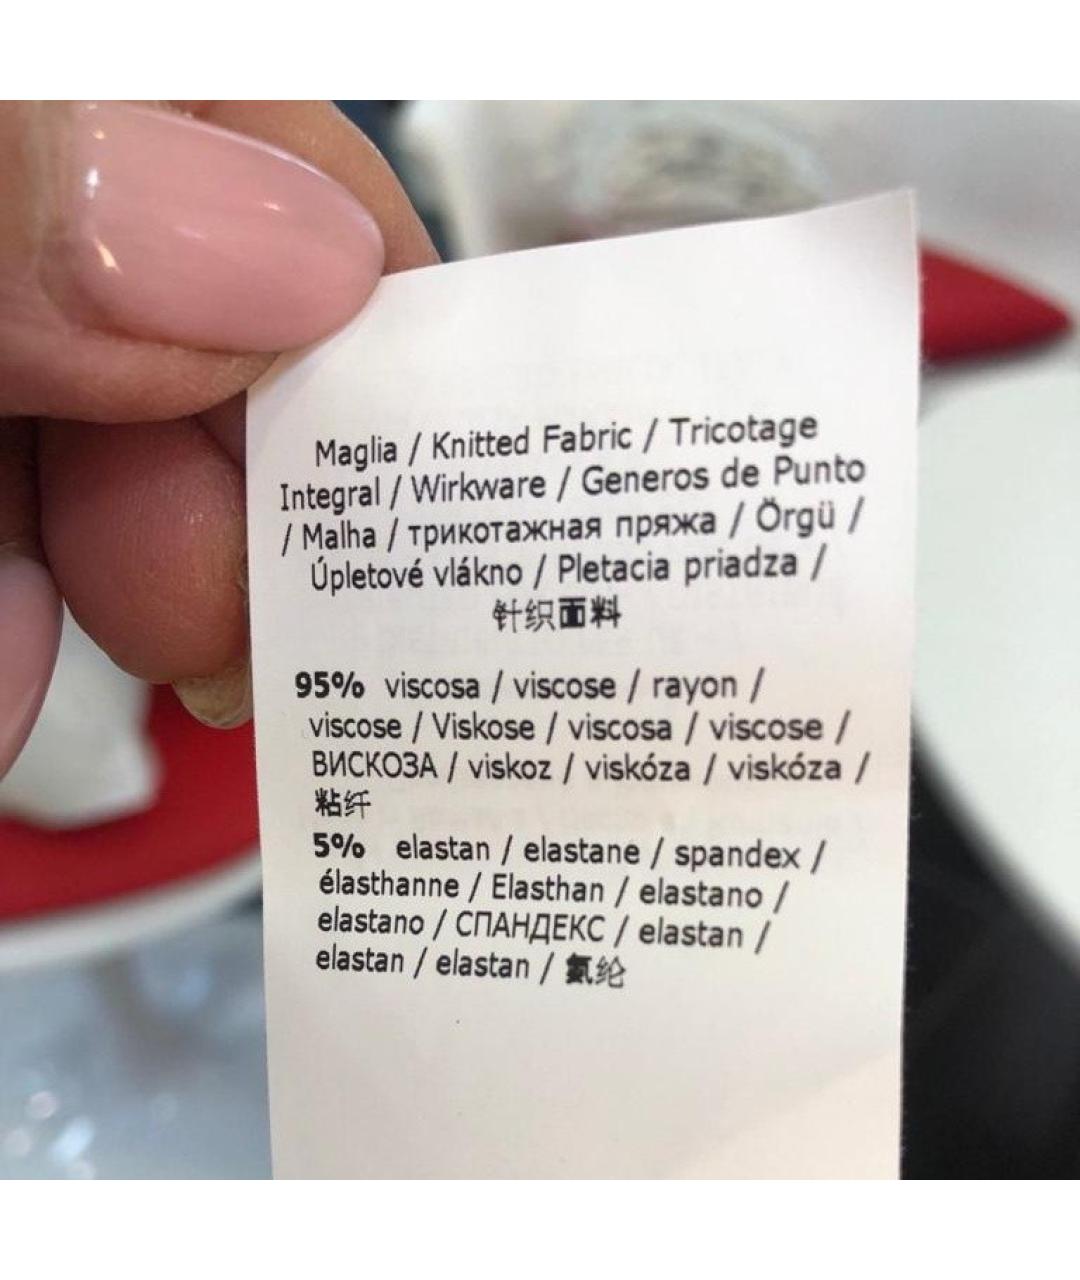 Maglia / Knitted Fabric / Tricotage
Integral / Wirkware / Generos de Punto
/ Malha / трикотажная пряжа / Örgü /
Úpletové vlákno / Pletacia priadza /
针织面料
95% viscosa / viscose / rayon /
viscose / Viskose / viscosa / viscose /
ВИСКОЗА / viskoz / viskóza / viskóza /
粘纤
5% elastan / elastane / spandex /
élasthanne / Elasthan / elastano /
elastano / СПАНДЕКС / elastan /
elastan / elastan / 氨纶